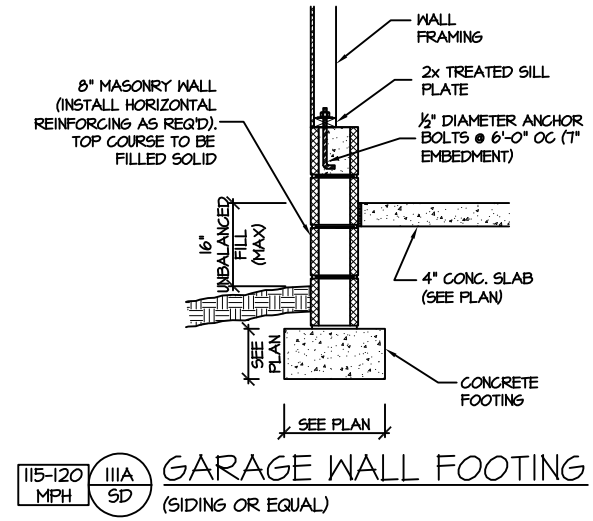 WALL
FRAMING
2x TREATED SILL
PLATE
8" MASONRY WALL
(INSTALL HORIZONTAL
REINFORCING AS REQ'D).
TOP COURSE TO BE
FILLED SOLID
½" DIAMETER ANCHOR
BOLTS @ 6'-0" OC (7"
EMBEDMENT)
16"
UNBALANCED
FILL
(MAX)
4" CONC. SLAB
(SEE PLAN)
SEE
PLAN
CONCRETE
FOOTING
SEE PLAN
115-120
MPH
111A
SD
GARAGE WALL FOOTING
(SIDING OR EQUAL)